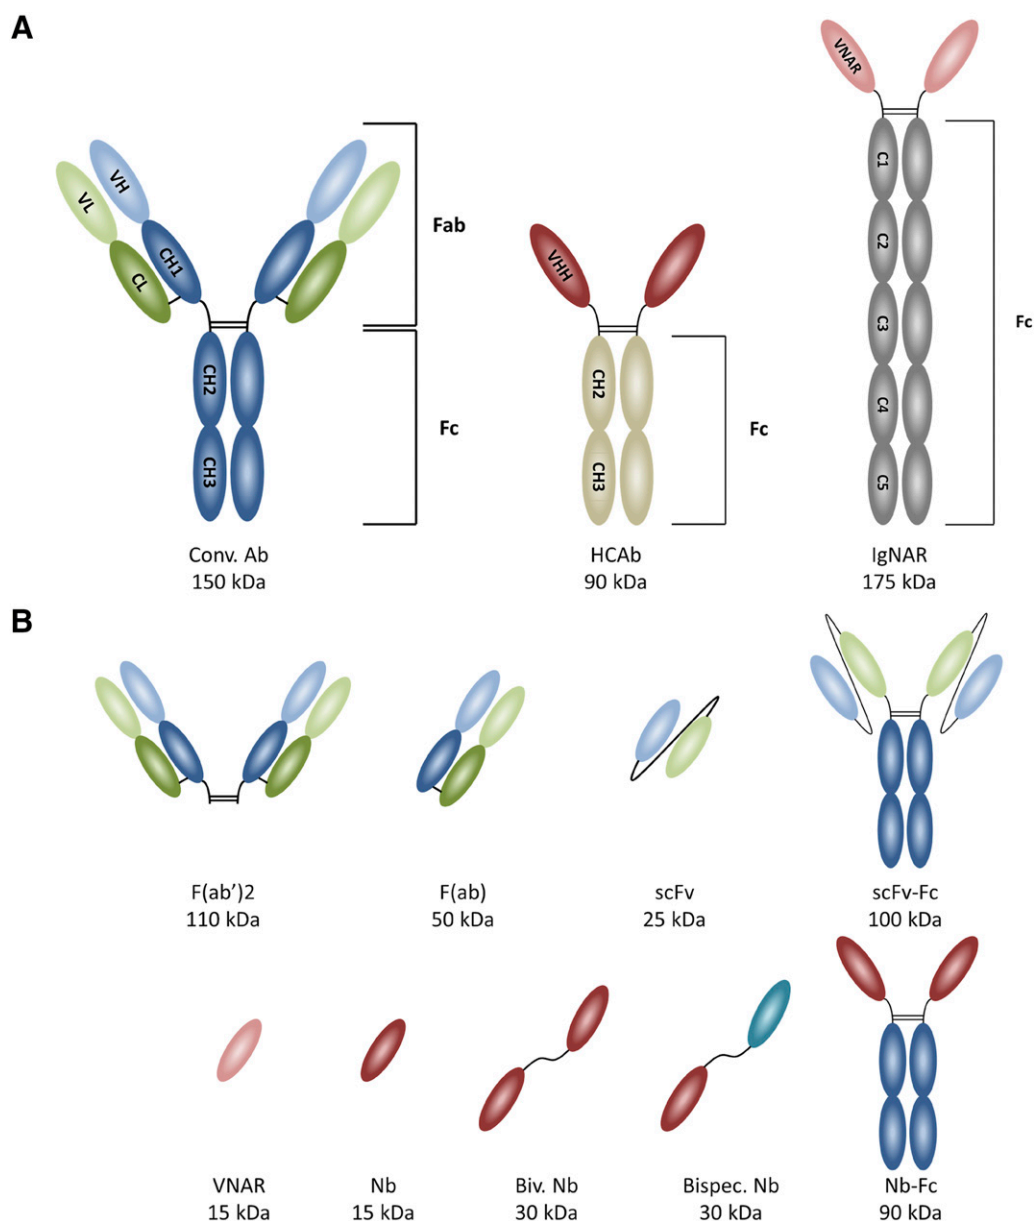 A
VNAR
VH
VL
CH1
CL
Fab
CH2
CH3
Fc
VHH
CH2
CH3
Fc
C1
C2
C3
C4
C5
Fc
Conv. Ab
150 kDa
HCAb
90 kDa
IgNAR
175 kDa
B
F(ab’)2
110 kDa
F(ab)
50 kDa
scFv
25 kDa
scFv-Fc
100 kDa
VNAR
15 kDa
Nb
15 kDa
Biv. Nb
30 kDa
Bispec. Nb
30 kDa
Nb-Fc
90 kDa